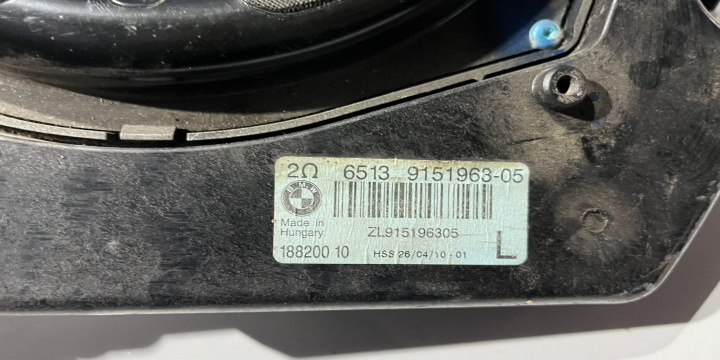 2Ω 6513 9151963-05
BMW
Made in
Hungary
ZL915196305
188200 10 HSS 26/04/10-01 L